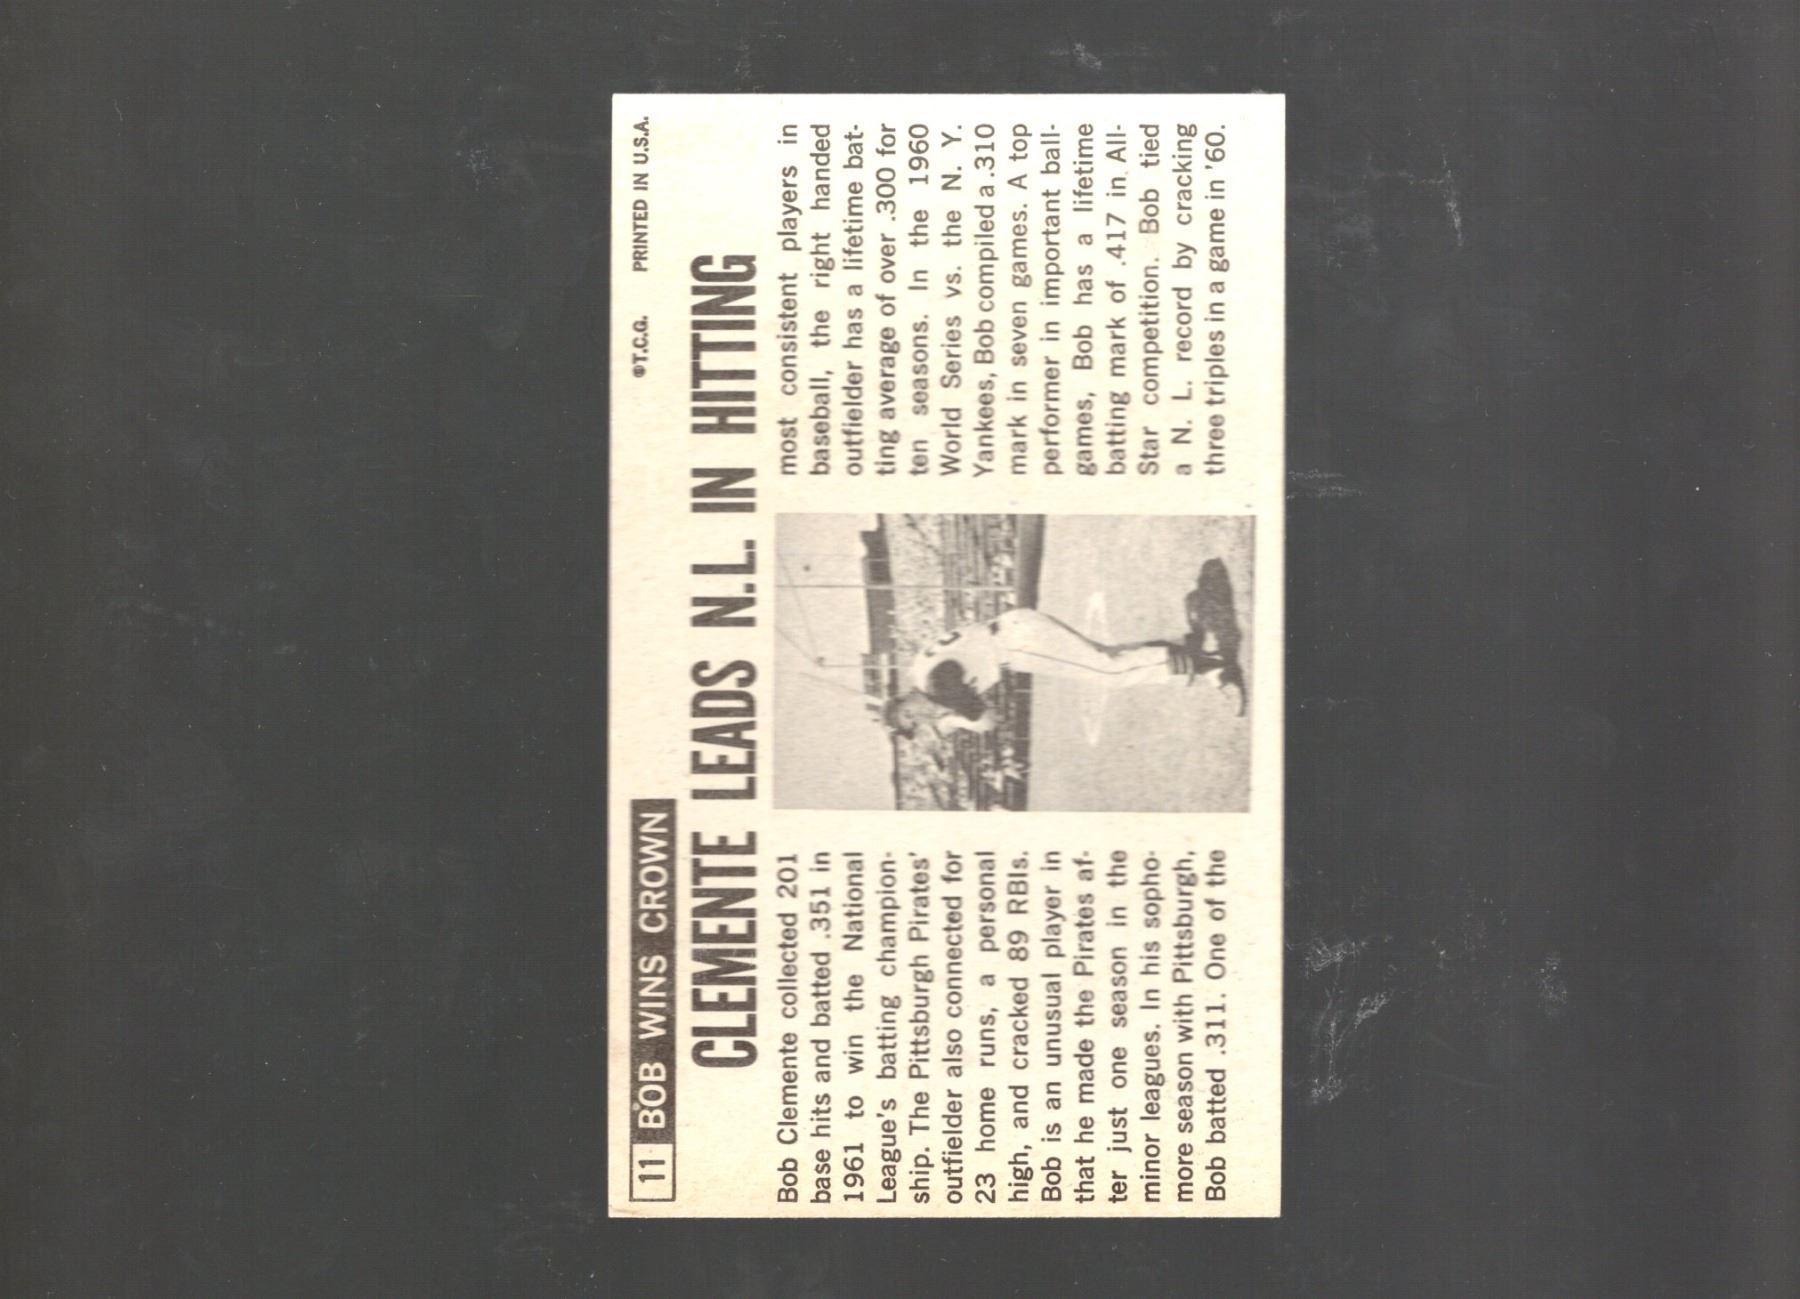 11 BOB WINS CROWN ©T.C.G. PRINTED IN U.S.A.
CLEMENTE LEADS N.L. IN HITTING
Bob Clemente collected 201
base hits and batted .351 in
1961 to win the National
League's batting champion-
ship. The Pittsburgh Pirates'
outfielder also connected for
23 home runs, a personal
high, and cracked 89 RBIs.
Bob is an unusual player in
that he made the Pirates af-
ter just one season in the
minor leagues. In his sopho-
more season with Pittsburgh,
Bob batted .311. One of the
most consistent players in
baseball, the right handed
outfielder has a lifetime bat-
ting average of over .300 for
ten seasons. In the 1960
World Series vs. the N. Y.
Yankees, Bob compiled a .310
mark in seven games. A top
performer in important ball-
games, Bob has a lifetime
batting mark of .417 in All-
Star competition. Bob tied
a N. L. record by cracking
three triples in a game in '60.